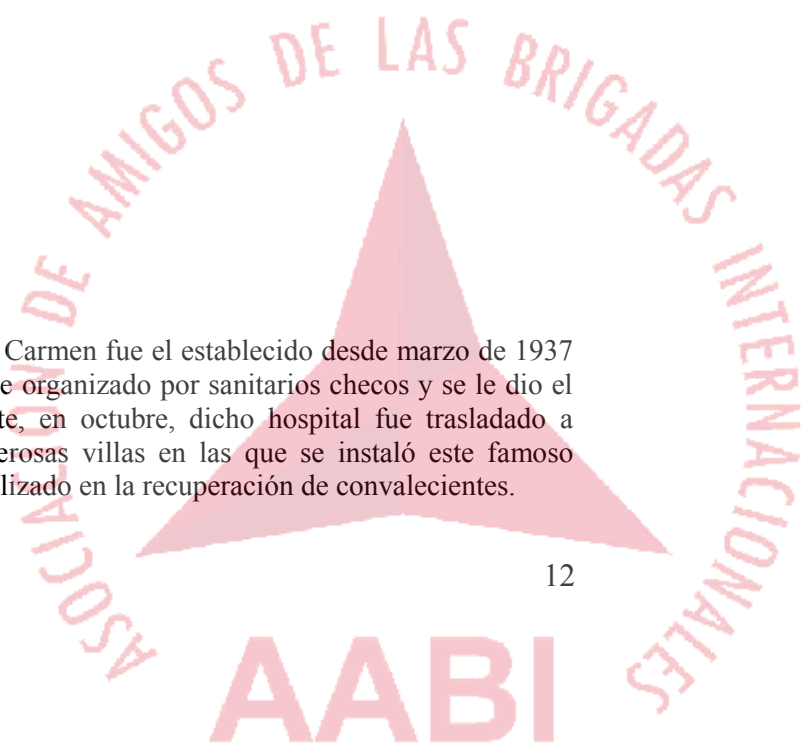 ASOCIACIÓN DE AMIGOS DE LAS BRIGADAS INTERNACIONALES
Carmen fue el establecido desde marzo de 1937
e organizado por sanitarios checos y se le dio el
te, en octubre, dicho hospital fue trasladado a
erosas villas en las que se instaló este famoso
lizado en la recuperación de convalecientes.
12
AABI